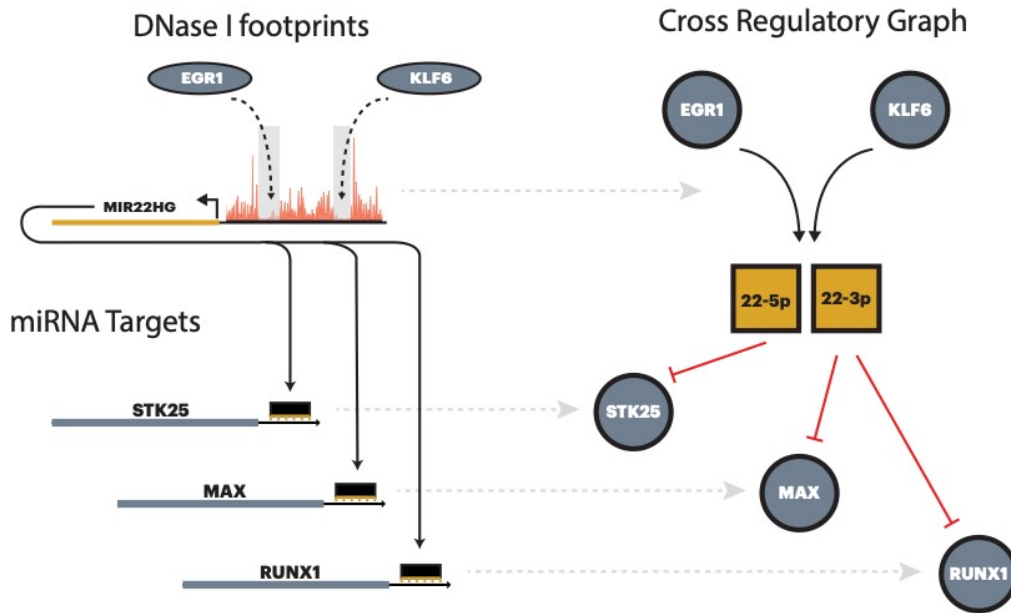 DNase I footprints
Cross Regulatory Graph
EGR1
KLF6
EGR1
KLF6
MIR22HG
22-5p
22-3p
miRNA Targets
STK25
STK25
MAX
MAX
RUNX1
RUNX1